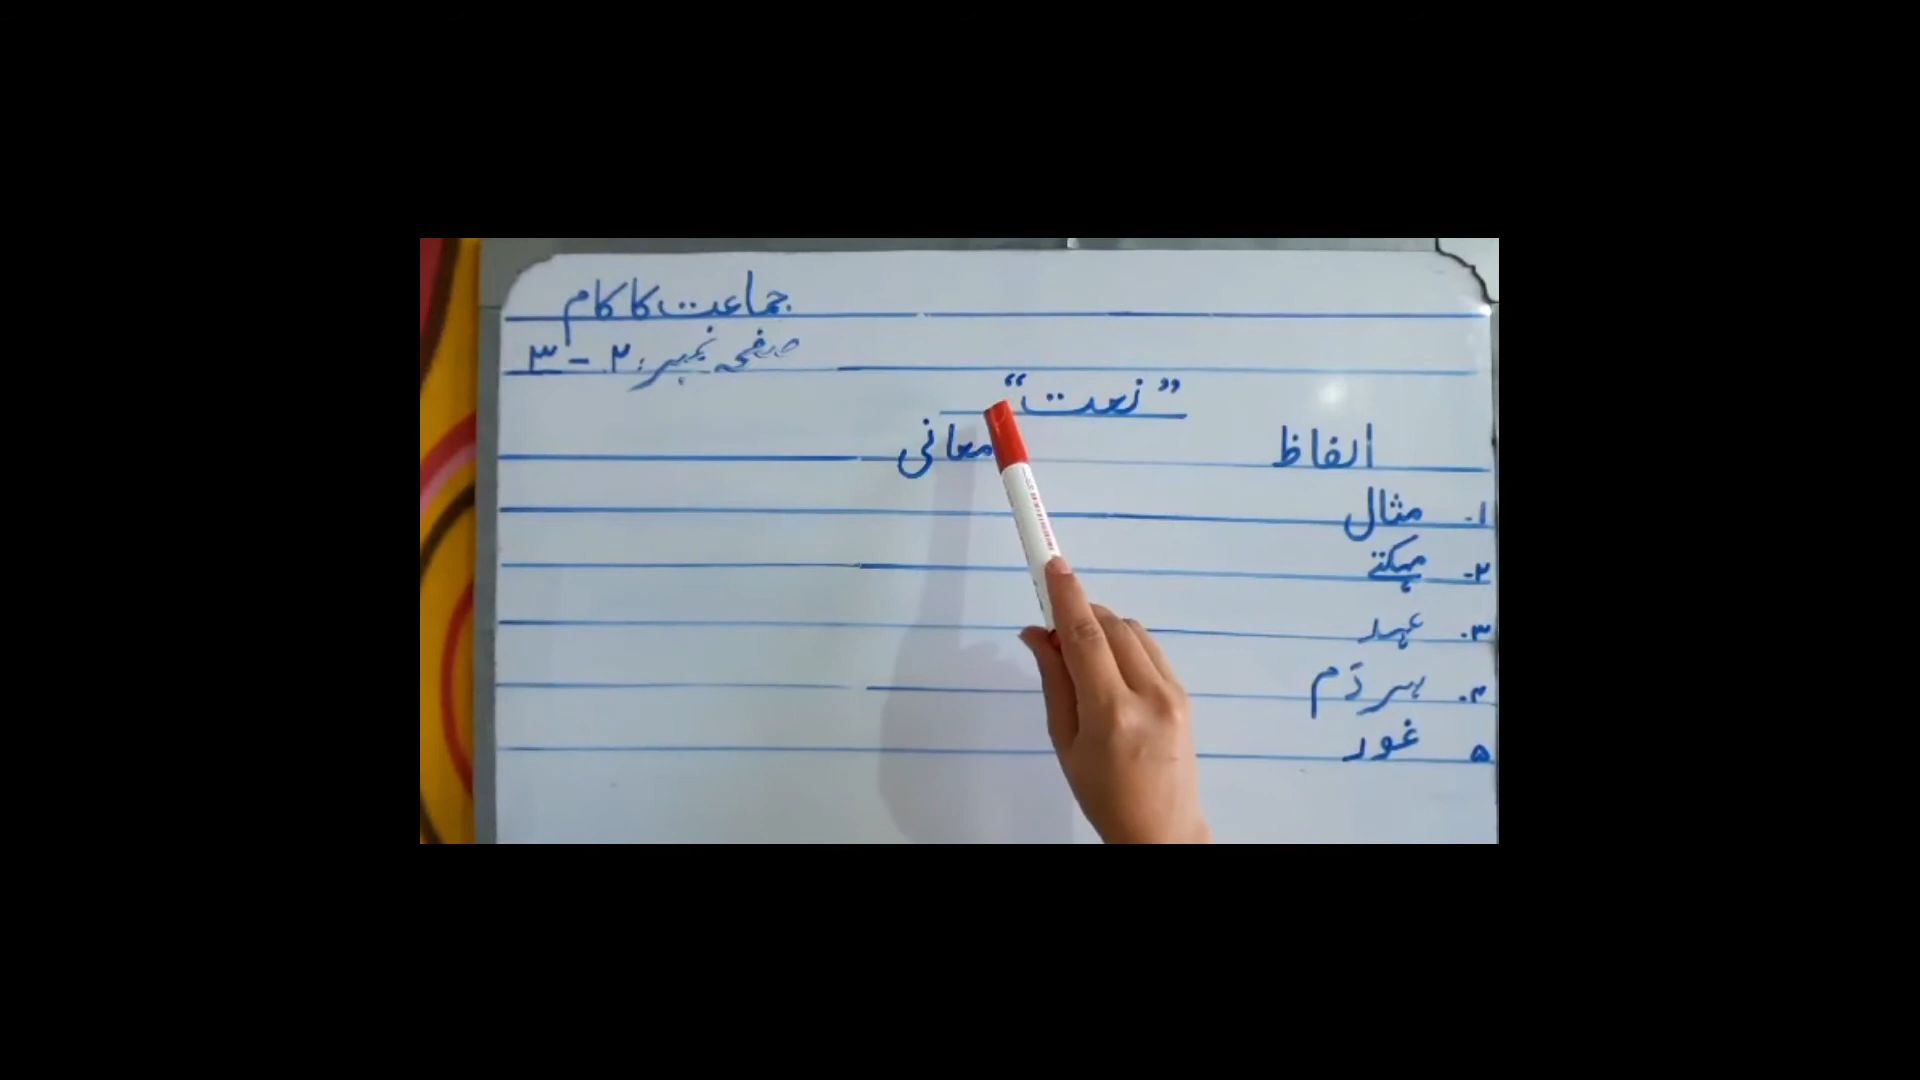 جماعت کا کام
صفحہ نمبر: ۲ - ۳
”نعت“
الفاظ معانی
۱- مثال
۲- مہکتے
۳- عہد
۴- ہر دَم
۵ غور